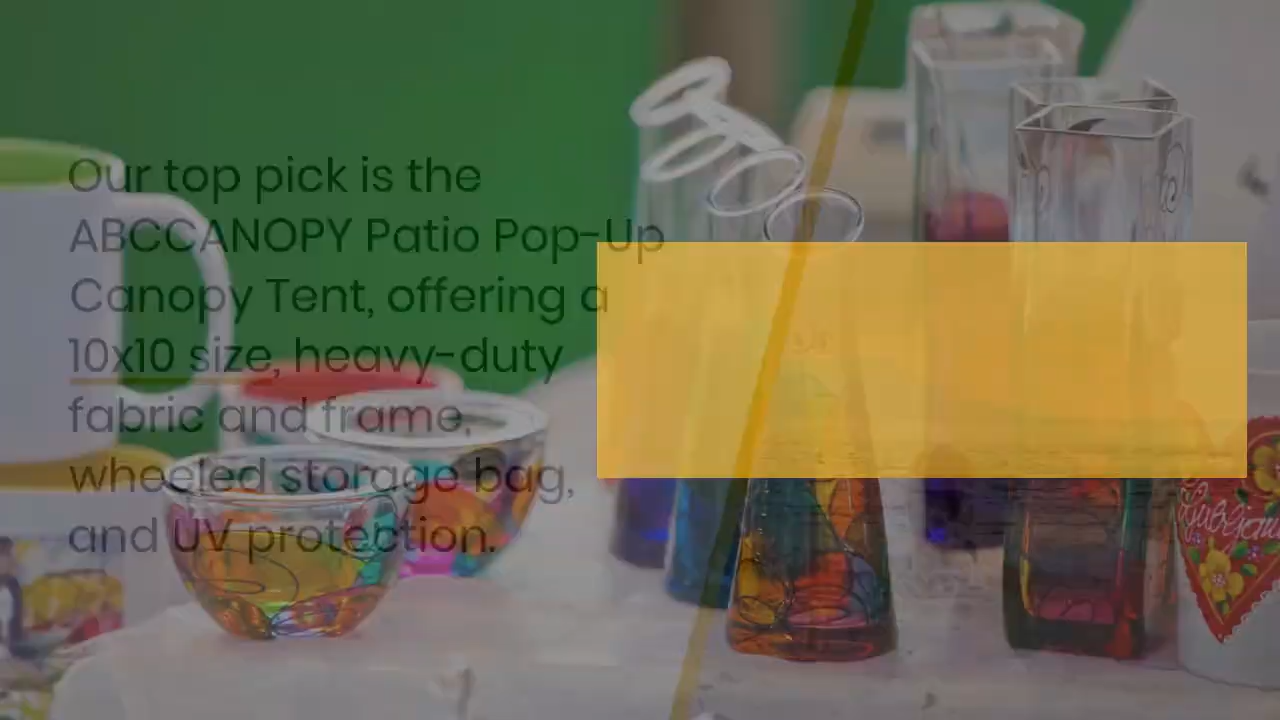 Our top pick is the
ABCCANOPY Patio Pop-Up
Canopy Tent, offering a
10x10 size, heavy-duty
fabric and frame,
wheeled storage bag,
and UV protection.
Ljubljana